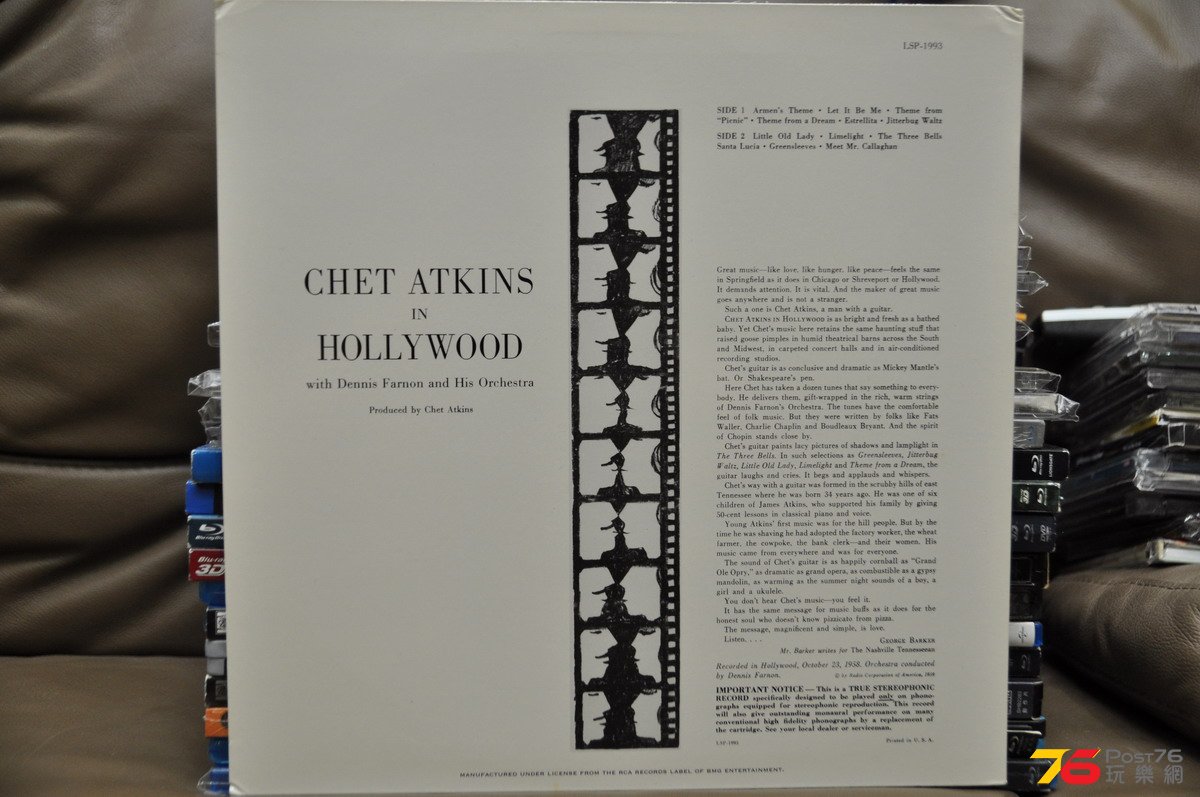 LSP-1993
SIDE 1 Armen's Theme • Let It Be Me • Theme from
"Picnic" • Theme from a Dream • Estrellita • Jitterbug Waltz
SIDE 2 Little Old Lady • Limelight • The Three Bells
Santa Lucia • Greensleeves • Meet Mr. Callaghan
CHET ATKINS
IN
HOLLYWOOD
with Dennis Farnon and His Orchestra
Produced by Chet Atkins
Great music—like love, like hunger, like peace—feels the same
in Springfield as it does in Chicago or Shreveport or Hollywood.
It demands attention. It is vital. And the maker of great music
goes anywhere and is not a stranger.
Such a one is Chet Atkins, a man with a guitar.
CHET ATKINS IN HOLLYWOOD is as bright and fresh as a bathed
baby. Yet Chet's music here retains the same haunting stuff that
raised goose pimples in humid theatrical barns across the South
and Midwest, in carpeted concert halls and in air-conditioned
recording studios.
Chet's guitar is as conclusive and dramatic as Mickey Mantle's
bat. Or Shakespeare's pen.
Here Chet has taken a dozen tunes that say something to every-
body. He delivers them, gift-wrapped in the rich, warm strings
of Dennis Farnon's Orchestra. The tunes have the comfortable
feel of folk music. But they were written by folks like Fats
Waller, Charlie Chaplin and Boudleaux Bryant. And the spirit
of Chopin stands close by.
Chet's guitar paints lacy pictures of shadows and lamplight in
The Three Bells. In such selections as Greensleeves, Jitterbug
Waltz, Little Old Lady, Limelight and Theme from a Dream, the
guitar laughs and cries. It begs and applauds and whispers.
Chet's way with a guitar was formed in the scrubby hills of east
Tennessee where he was born 34 years ago. He was one of six
children of James Atkins, who supported his family by giving
50-cent lessons in classical piano and voice.
Young Atkins' first music was for the hill people. But by the
time he was shaving he had adopted the factory worker, the wheat
farmer, the cowpoke, the bank clerk—and their women. His
music came from everywhere and was for everyone.
The sound of Chet's guitar is as happily cornball as "Grand
Ole Opry," as dramatic as grand opera, as combustible as a gypsy
mandolin, as warming as the summer night sounds of a boy, a
girl and a ukulele.
You don't hear Chet's music—you feel it.
It has the same message for music buffs as it does for the
honest soul who doesn't know pizzicato from pizza.
The message, magnificent and simple, is love.
Listen. . . .
GEORGE BARKER
Mr. Barker writes for The Nashville Tennessean
Recorded in Hollywood, October 23, 1958. Orchestra conducted
by Dennis Farnon.
© by Radio Corporation of America, 1959
IMPORTANT NOTICE — This is a TRUE STEREOPHONIC
RECORD specifically designed to be played only on phono-
graphs equipped for stereophonic reproduction. This record
will also give outstanding monaural performance on many
conventional high fidelity phonographs by a replacement of
the cartridge. See your local dealer or serviceman.
LSP-1993
Printed in U. S. A.
MANUFACTURED UNDER LICENSE FROM THE RCA RECORDS LABEL OF BMG ENTERTAINMENT.
Blu-ray
3D
DVD
76 POST76
玩樂網